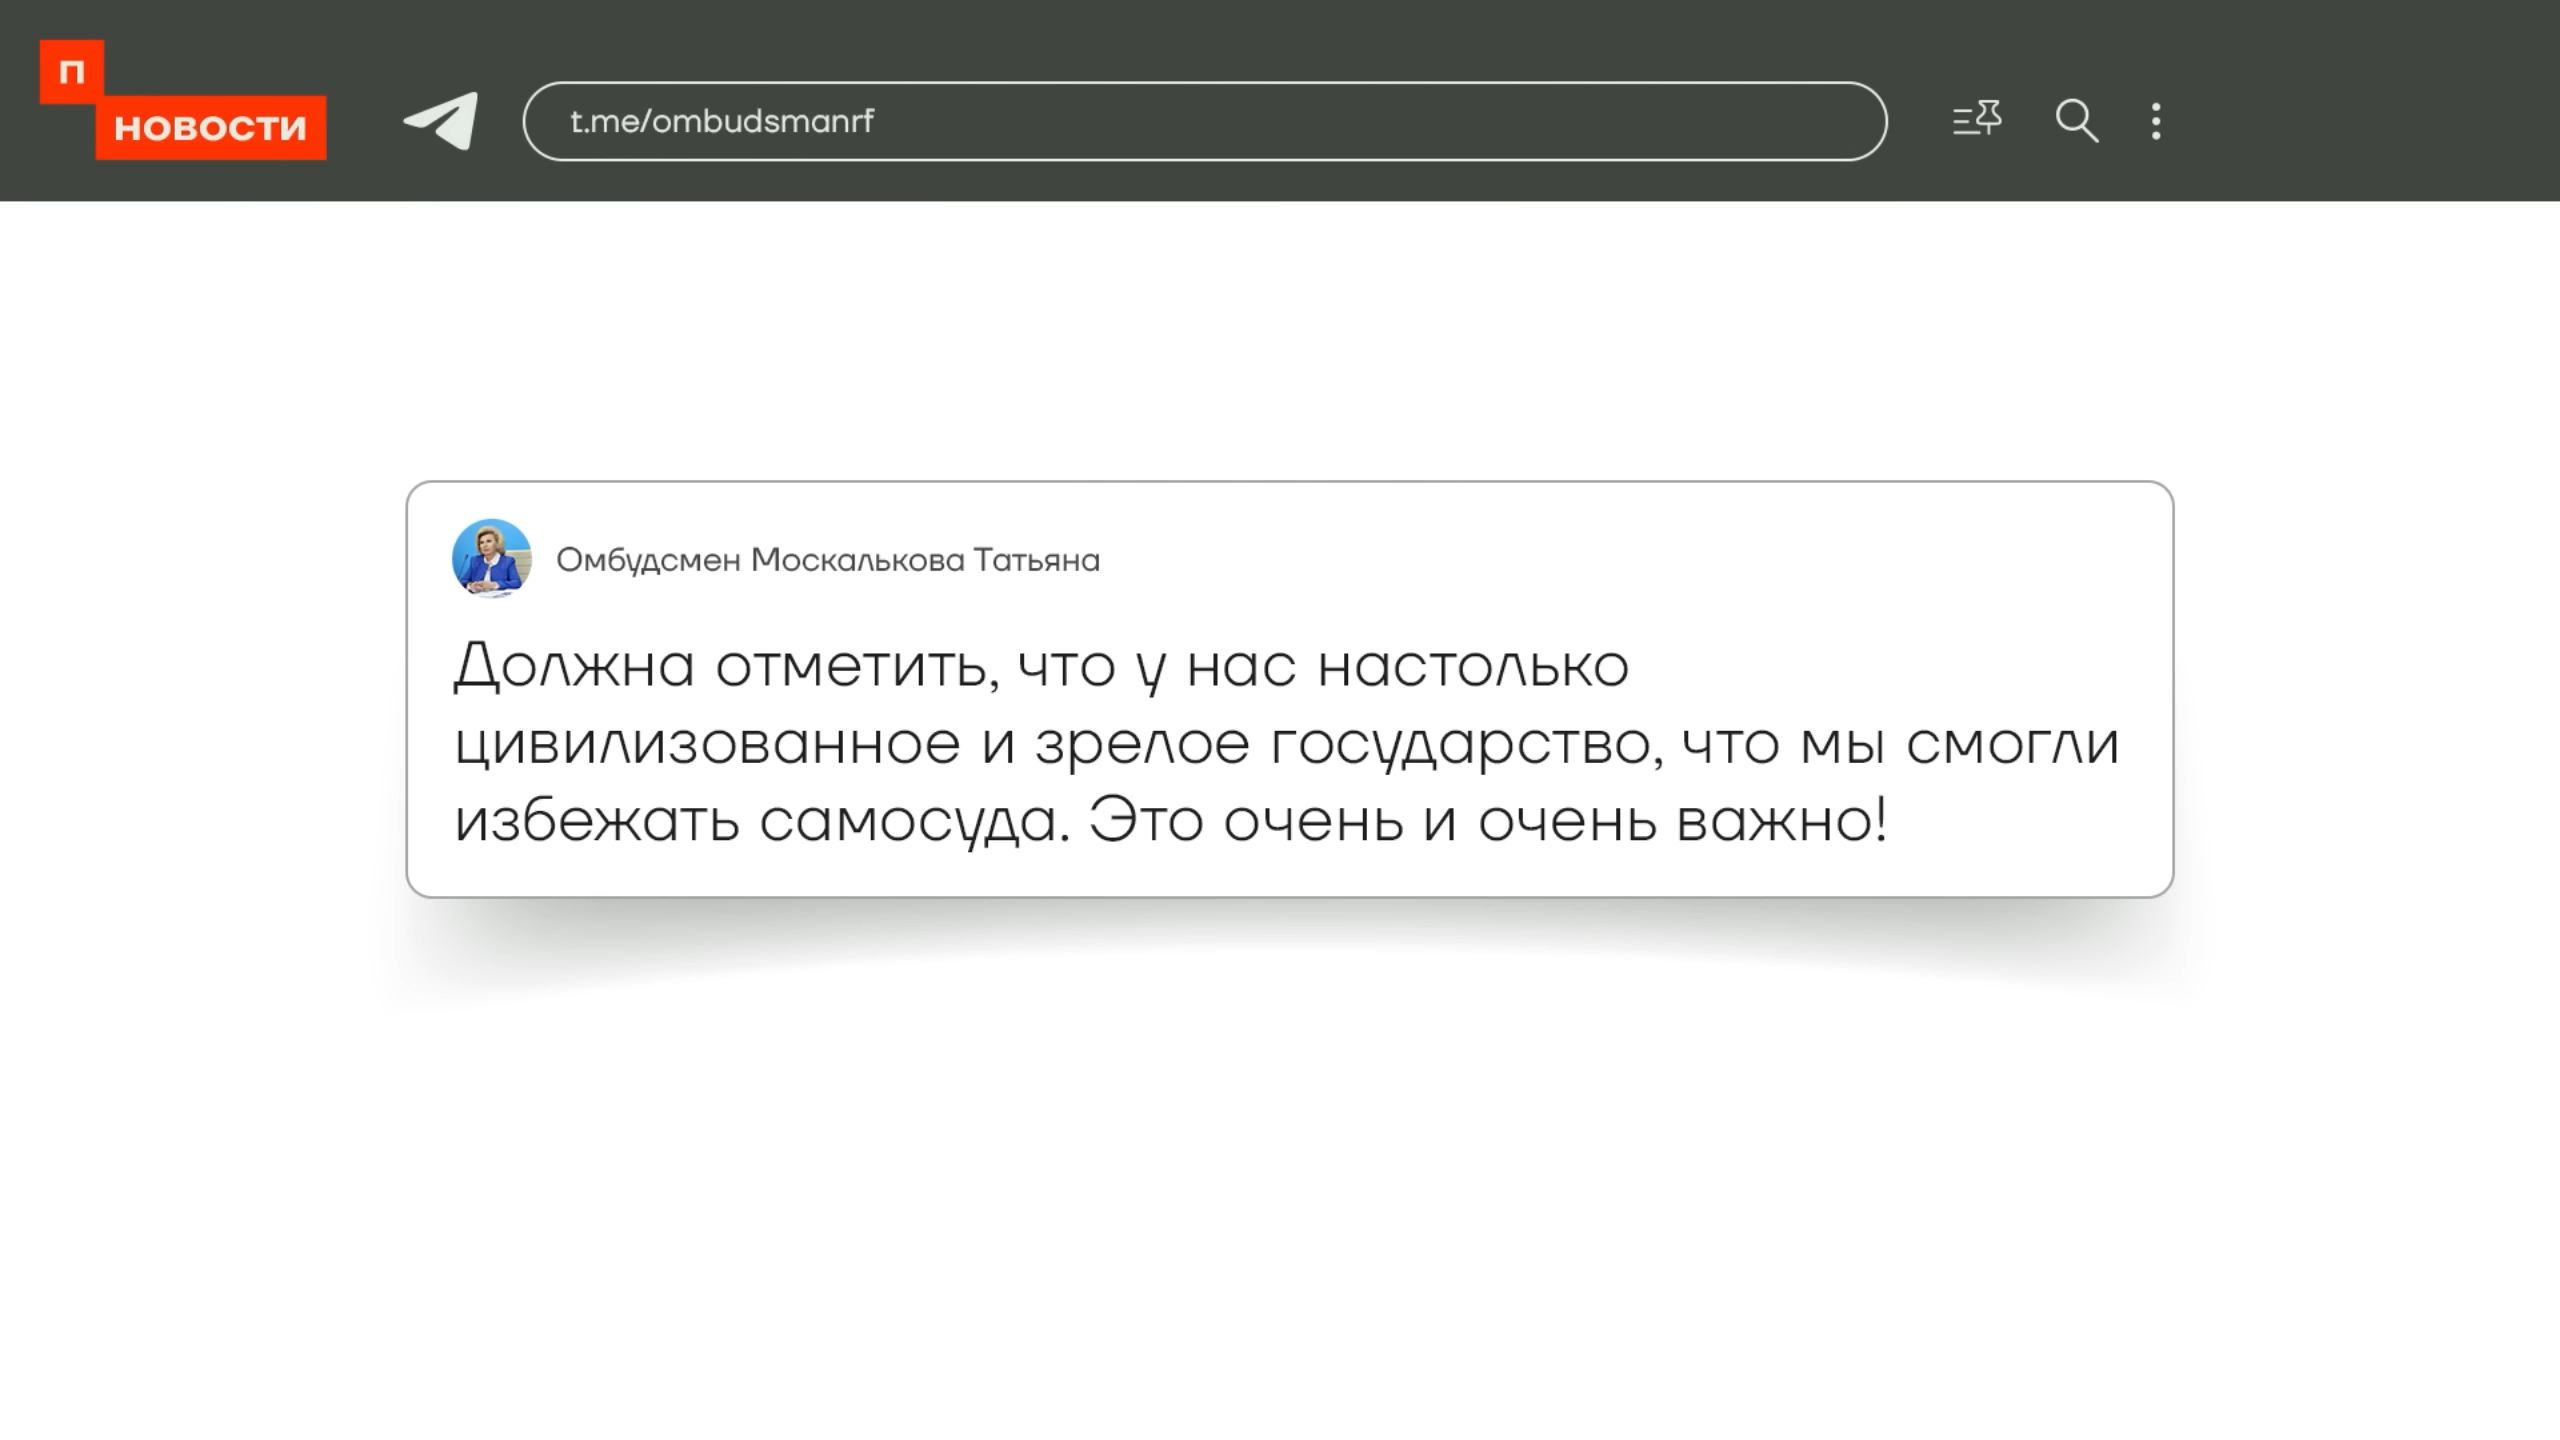 П
НОВОСТИ
t.me/ombudsmanrf
Омбудсмен Москалькова Татьяна
Должна отметить, что у нас настолько
цивилизованное и зрелое государство, что мы смогли
избежать самосуда. Это очень и очень важно!